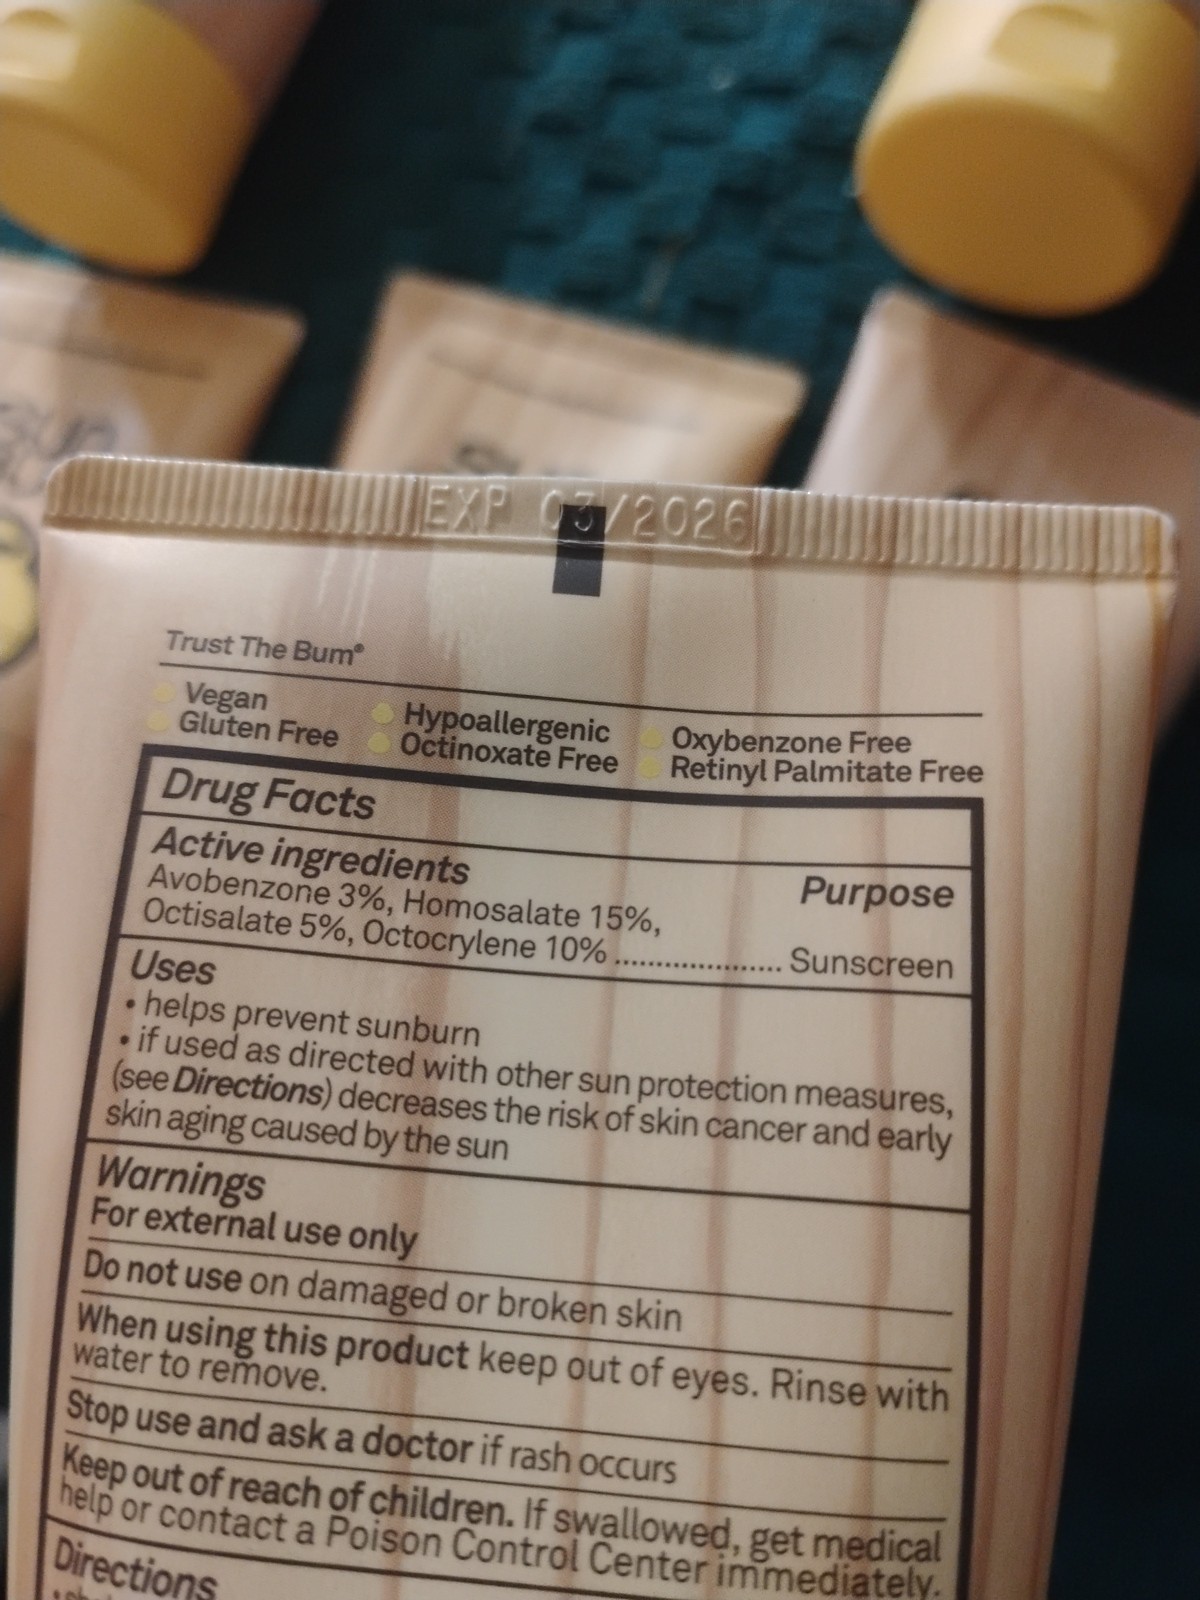 SUN
EXP 03/2026
Trust The Bum®
Vegan
Hypoallergenic
Oxybenzone Free
Gluten Free
Octinoxate Free
Retinyl Palmitate Free
Drug Facts
Active ingredients
Purpose
Avobenzone 3%, Homosalate 15%,
Octisalate 5%, Octocrylene 10% .................... Sunscreen
Uses
• helps prevent sunburn
• if used as directed with other sun protection measures,
(see Directions) decreases the risk of skin cancer and early
skin aging caused by the sun
Warnings
For external use only
Do not use on damaged or broken skin
When using this product keep out of eyes. Rinse with
water to remove.
Stop use and ask a doctor if rash occurs
Keep out of reach of children. If swallowed, get medical
help or contact a Poison Control Center immediately.
Directions